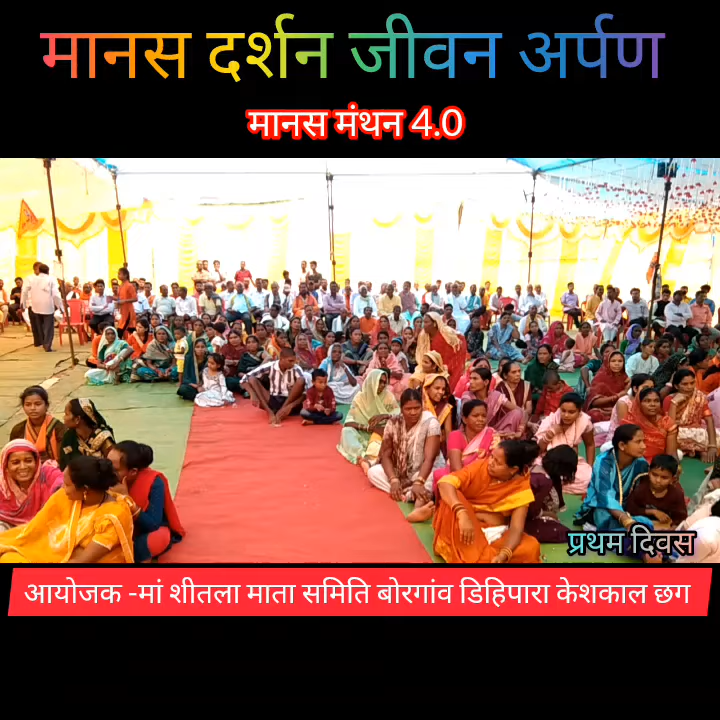 मानस दर्शन जीवन अर्पण
मानस मंथन 4.0
प्रथम दिवस
आयोजक -मां शीतला माता समिति बोरगांव डिहिपारा केशकाल छग